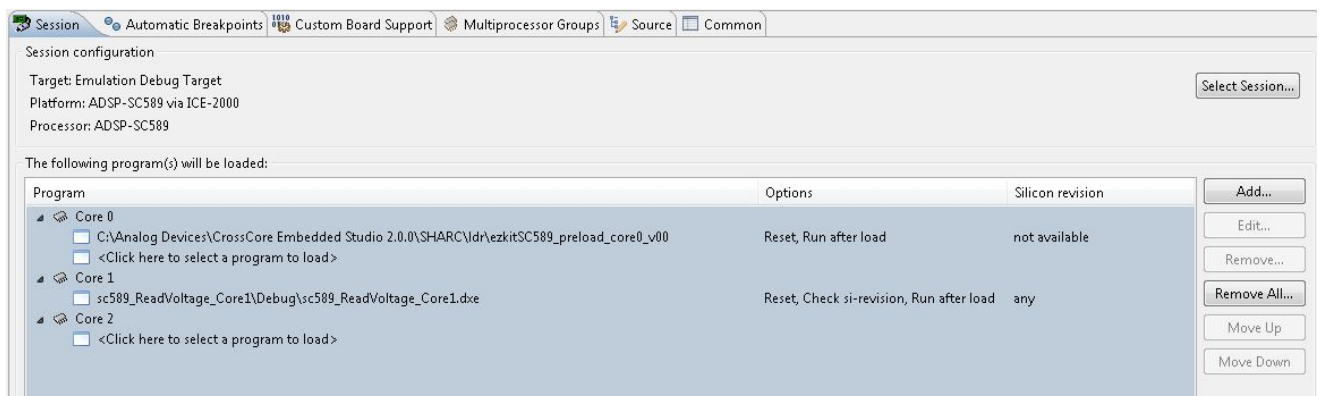 Session Automatic Breakpoints Custom Board Support Multiprocessor Groups Source Common
Session configuration
Target: Emulation Debug Target
Select Session...
Platform: ADSP-SC589 via ICE-2000
Processor: ADSP-SC589
The following program(s) will be loaded:
Program Options Silicon revision
Add...
Core 0
Edit...
C:\Analog Devices\CrossCore Embedded Studio 2.0.0\SHARC\ldr\ezkitSC589_preload_core0_v00 Reset, Run after load not available
<Click here to select a program to load>
Remove...
Core 1
sc589_ReadVoltage_Core1\Debug\sc589_ReadVoltage_Core1.dxe Reset, Check si-revision, Run after load any
Remove All...
Core 2
Move Up
<Click here to select a program to load>
Move Down